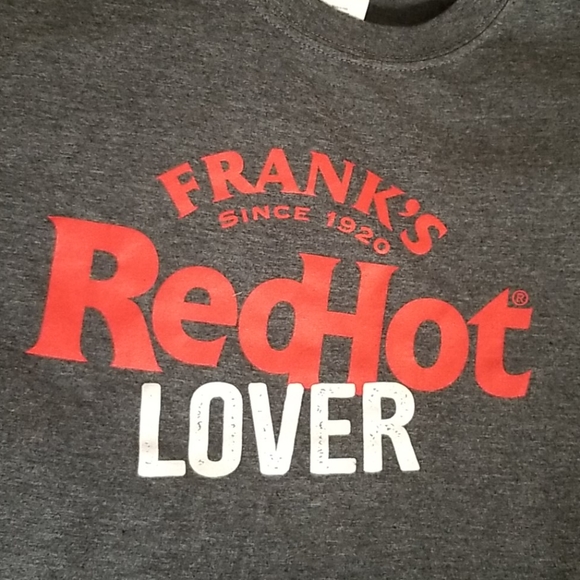 FRANK'S
SINCE 1920
RedHot®
LOVER